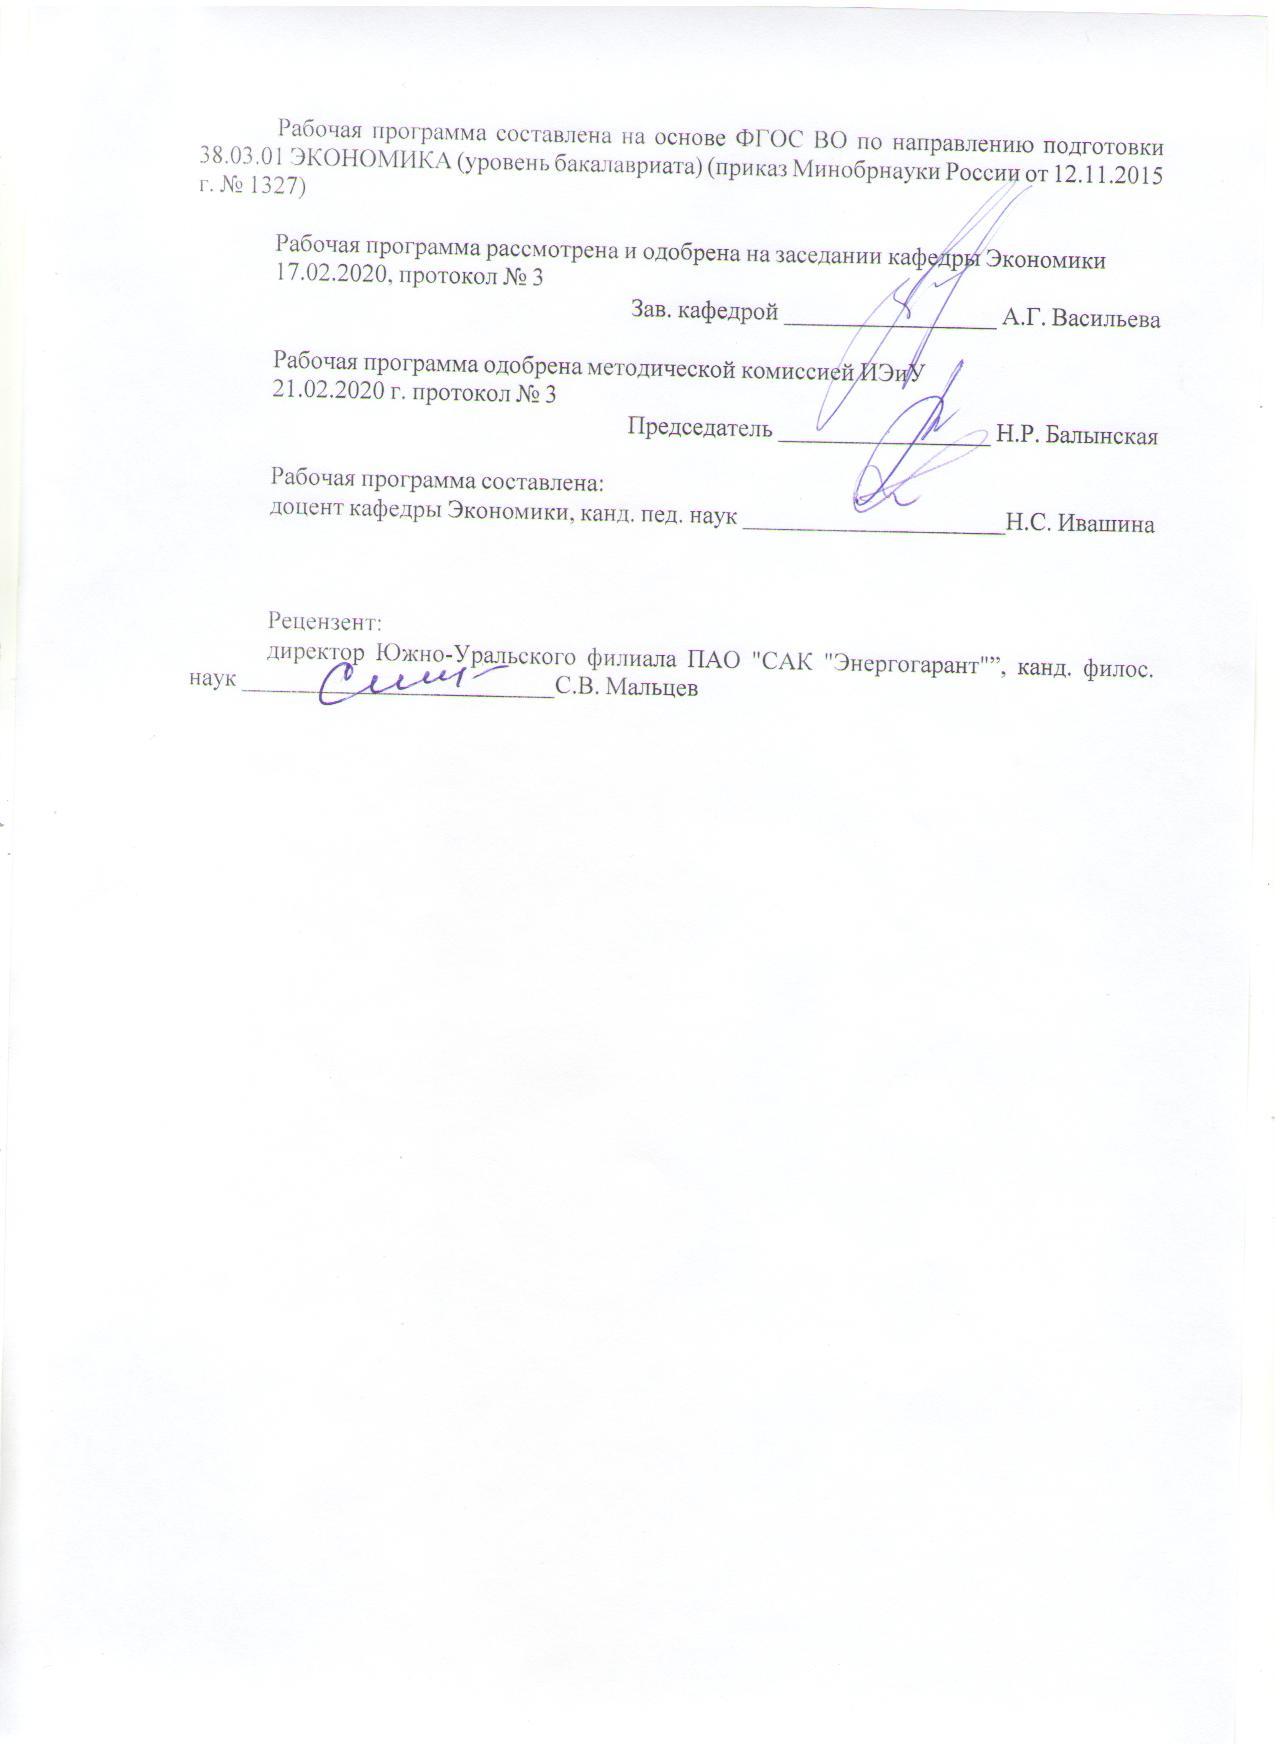 Рабочая программа составлена на основе ФГОС ВО по направлению подготовки
38.03.01 ЭКОНОМИКА (уровень бакалавриата) (приказ Минобрнауки России от 12.11.2015
г. № 1327)
Рабочая программа рассмотрена и одобрена на заседании кафедры Экономики
17.02.2020, протокол № 3
Зав. кафедрой _________________ А.Г. Васильева
Рабочая программа одобрена методической комиссией ИЭиУ
21.02.2020 г. протокол № 3
Председатель _________________ Н.Р. Балынская
Рабочая программа составлена:
доцент кафедры Экономики, канд. пед. наук _____________________Н.С. Ивашина
Рецензент:
директор Южно-Уральского филиала ПАО "САК "Энергогарант"”, канд. филос.
наук _________________________С.В. Мальцев